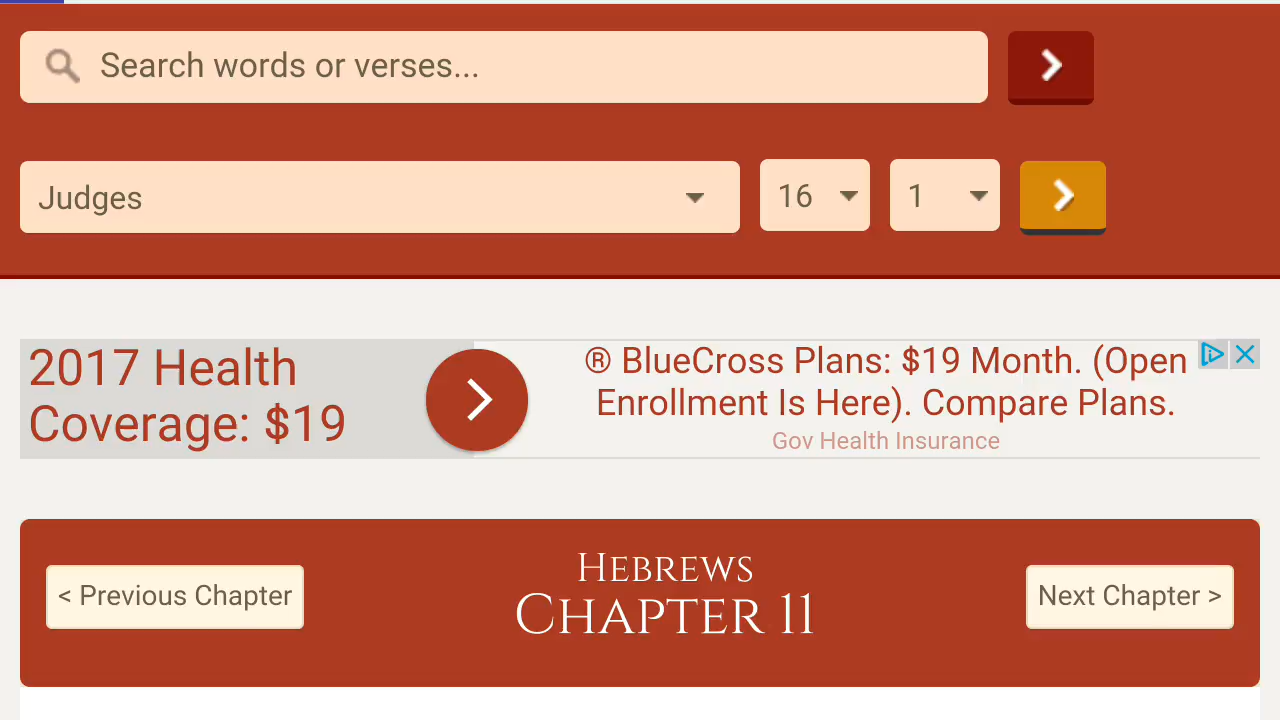 Search words or verses...
Judges
16
1
2017 Health
Coverage: $19
® BlueCross Plans: $19 Month. (Open
Enrollment Is Here). Compare Plans.
Gov Health Insurance
< Previous Chapter
Hebrews
Chapter 11
Next Chapter >